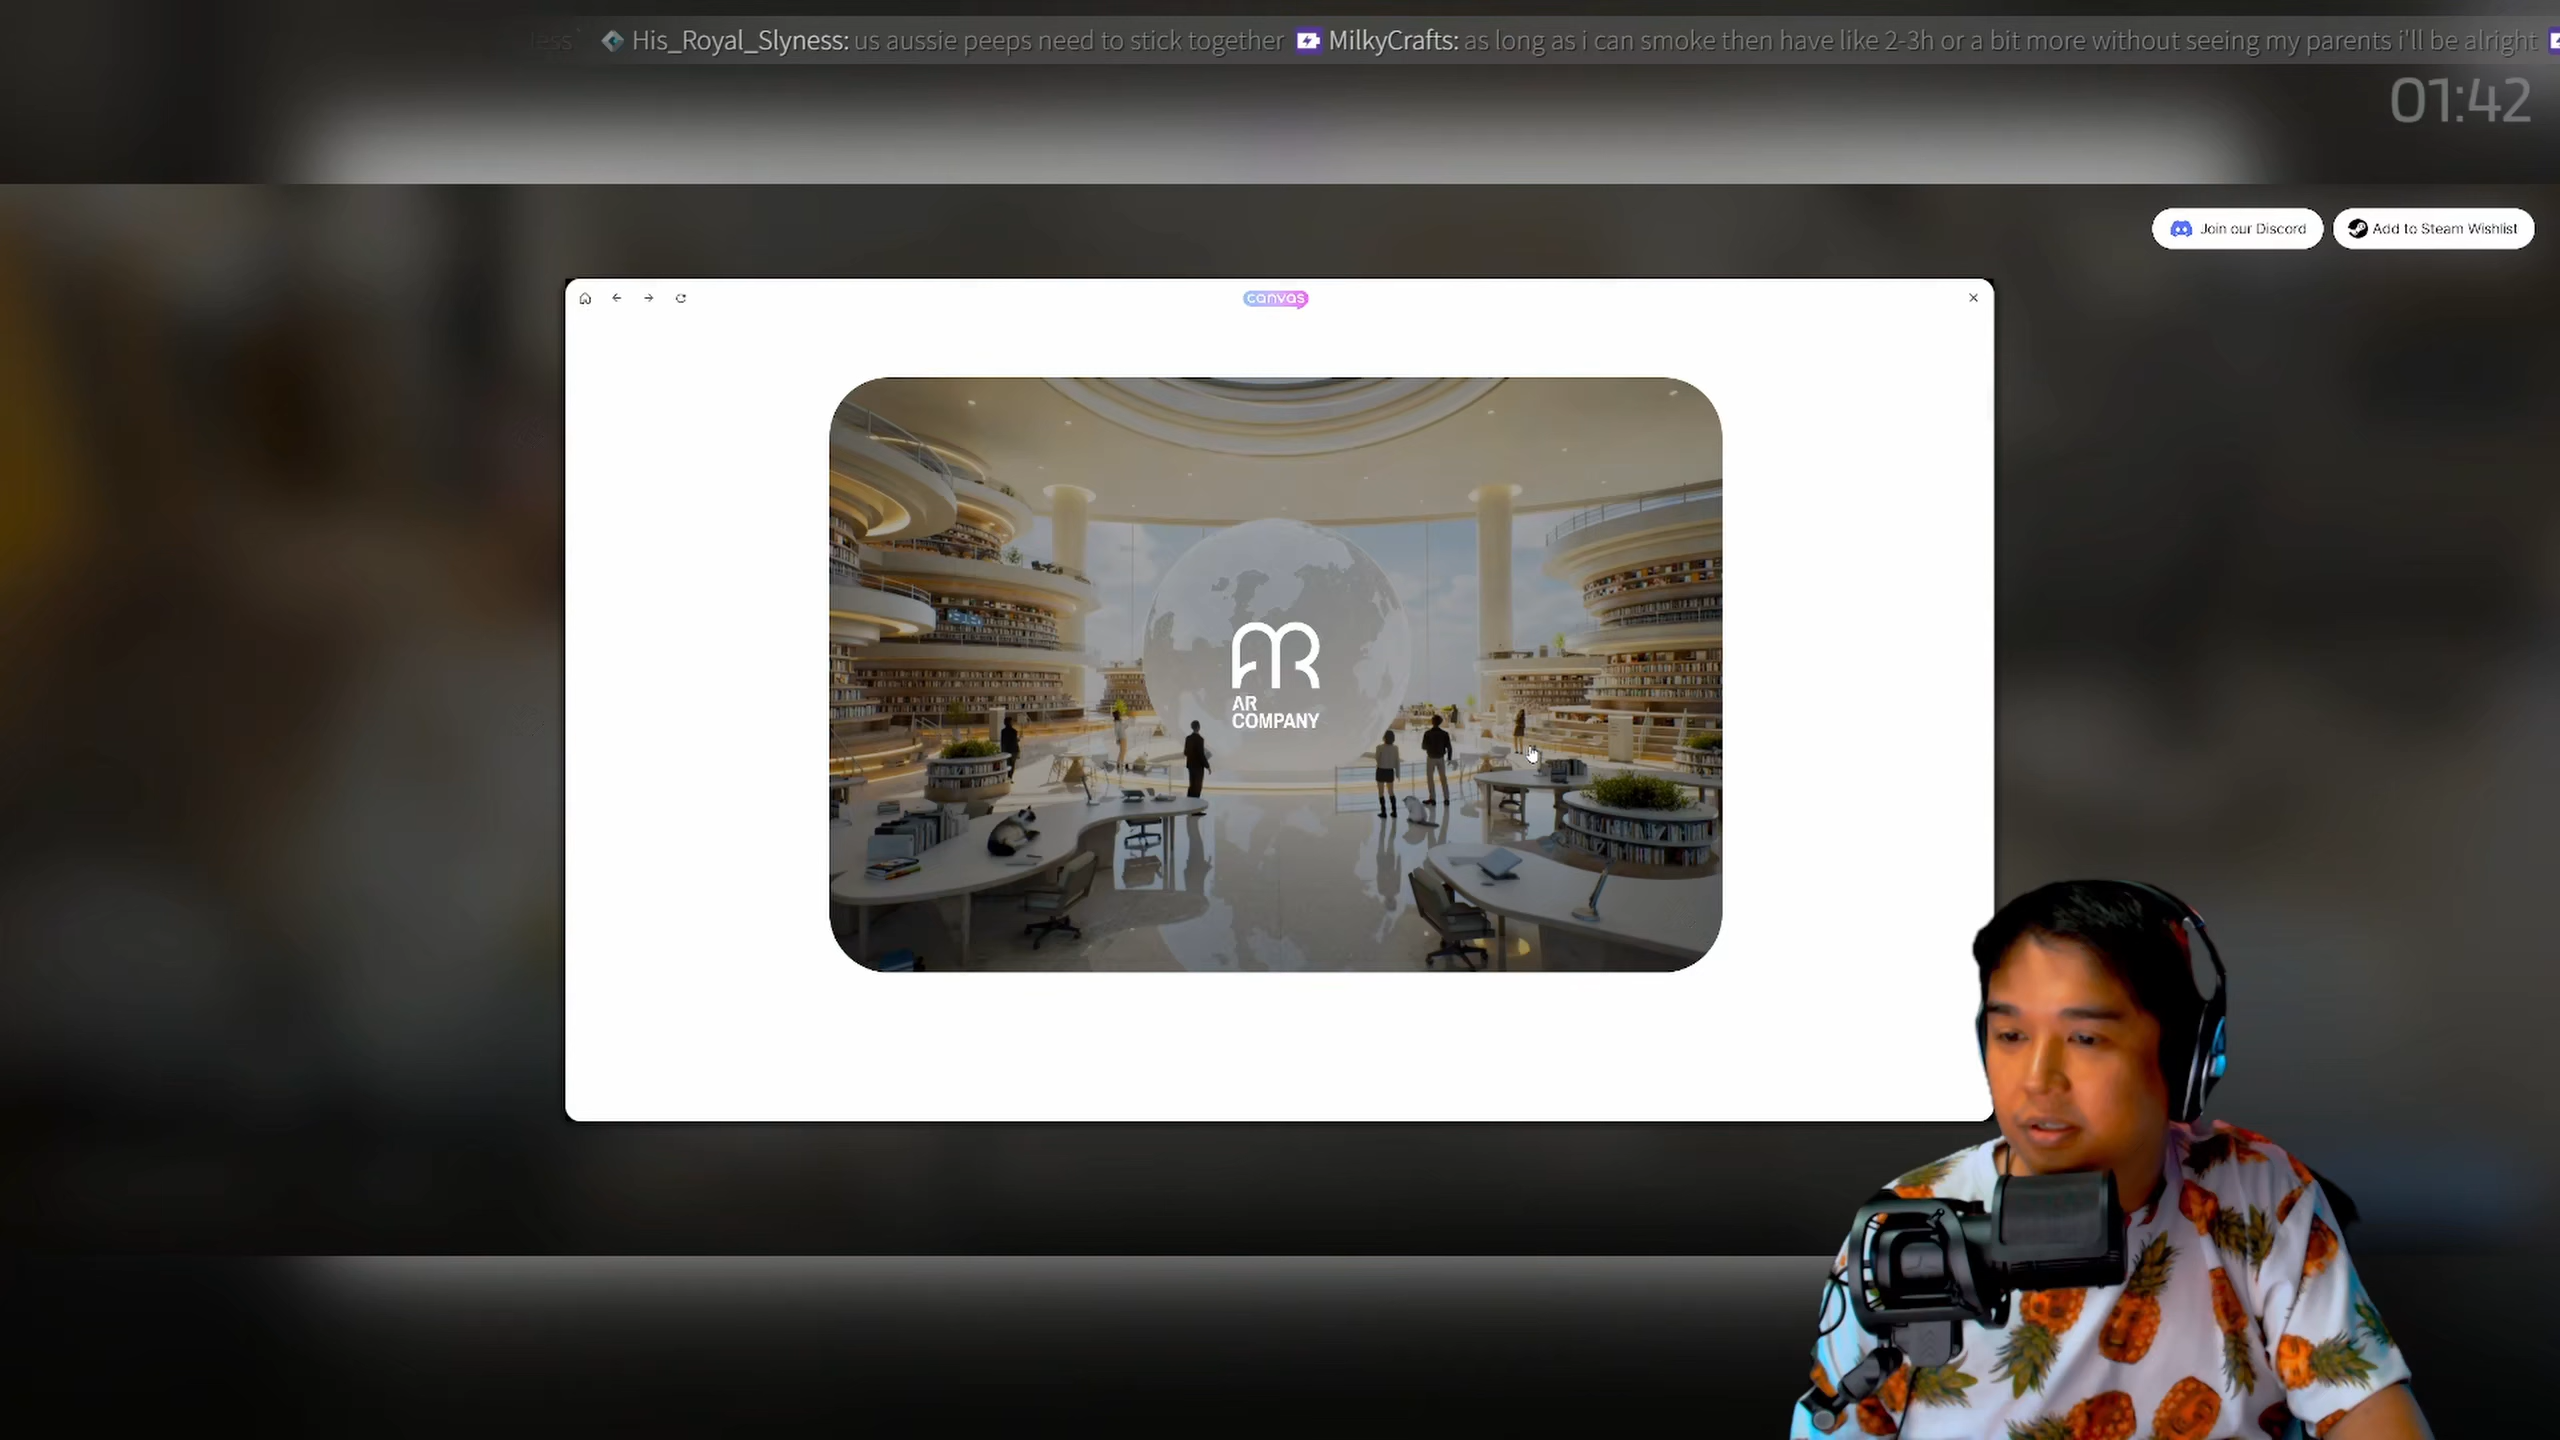 less His_Royal_Slyness: us aussie peeps need to stick together MilkyCrafts: as long as i can smoke then have like 2-3h or a bit more without seeing my parents i'll be alright
01:42
Join our Discord Add to Steam Wishlist
canvas
AR
AR
COMPANY